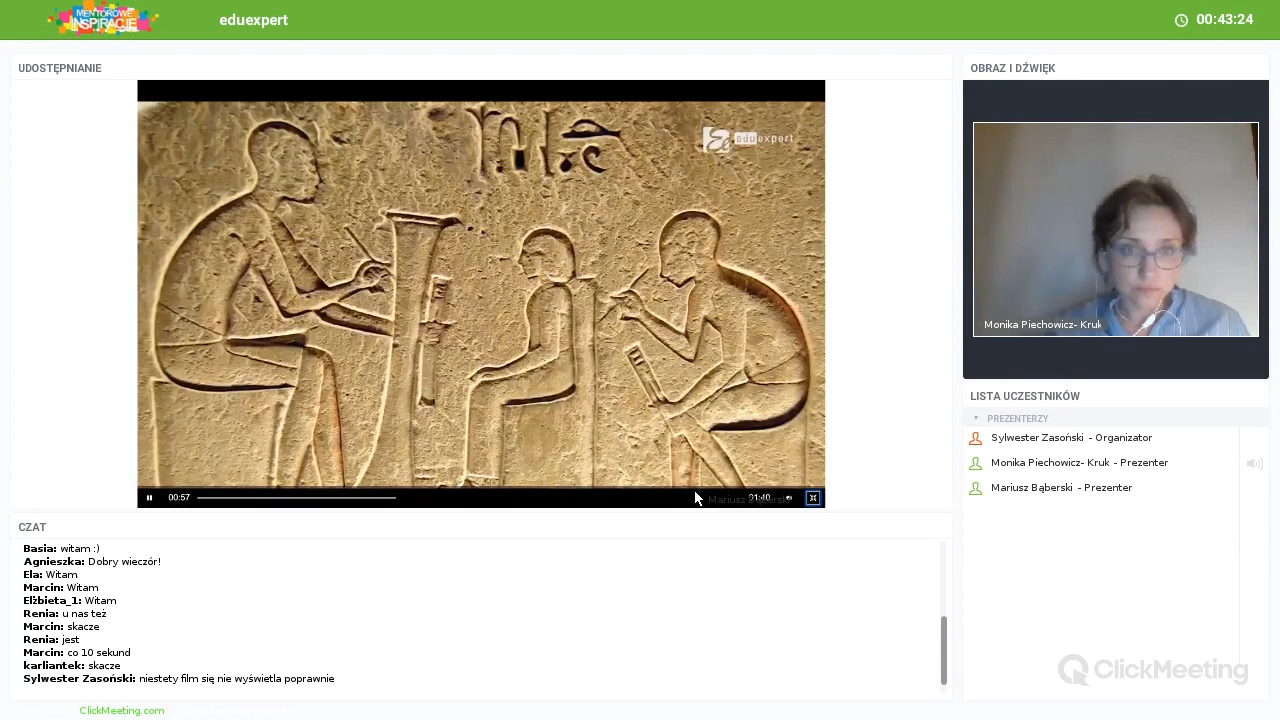 MENTOROWE
INSPIRACJE
eduexpert
00:43:24
UDOSTĘPNIANIE
eduexpert
00:57
Mariusz Bąberski
01:40
OBRAZ I DŹWIĘK
Monika Piechowicz- Kruk
LISTA UCZESTNIKÓW
PREZENTERZY
Sylwester Zasoński - Organizator
Monika Piechowicz- Kruk - Prezenter
Mariusz Bąberski - Prezenter
ClickMeeting
CZAT
Basia: witam :)
Agnieszka: Dobry wieczór!
Ela: Witam
Marcin: Witam
Elżbieta_1: Witam
Renia: u nas też
Marcin: skacze
Renia: jest
Marcin: co 10 sekund
karliantek: skacze
Sylwester Zasoński: niestety film się nie wyświetla poprawnie
ClickMeeting.com